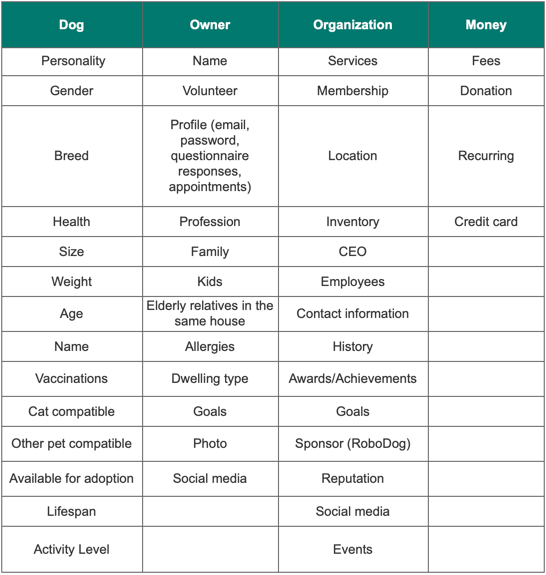 Dog Owner Organization Money
Personality Name Services Fees
Gender Volunteer Membership Donation
Breed Profile (email, password, questionnaire responses, appointments) Location Recurring
Health Profession Inventory Credit card
Size Family CEO
Weight Kids Employees
Age Elderly relatives in the same house Contact information
Name Allergies History
Vaccinations Dwelling type Awards/Achievements
Cat compatible Goals Goals
Other pet compatible Photo Sponsor (RoboDog)
Available for adoption Social media Reputation
Lifespan Social media
Activity Level Events